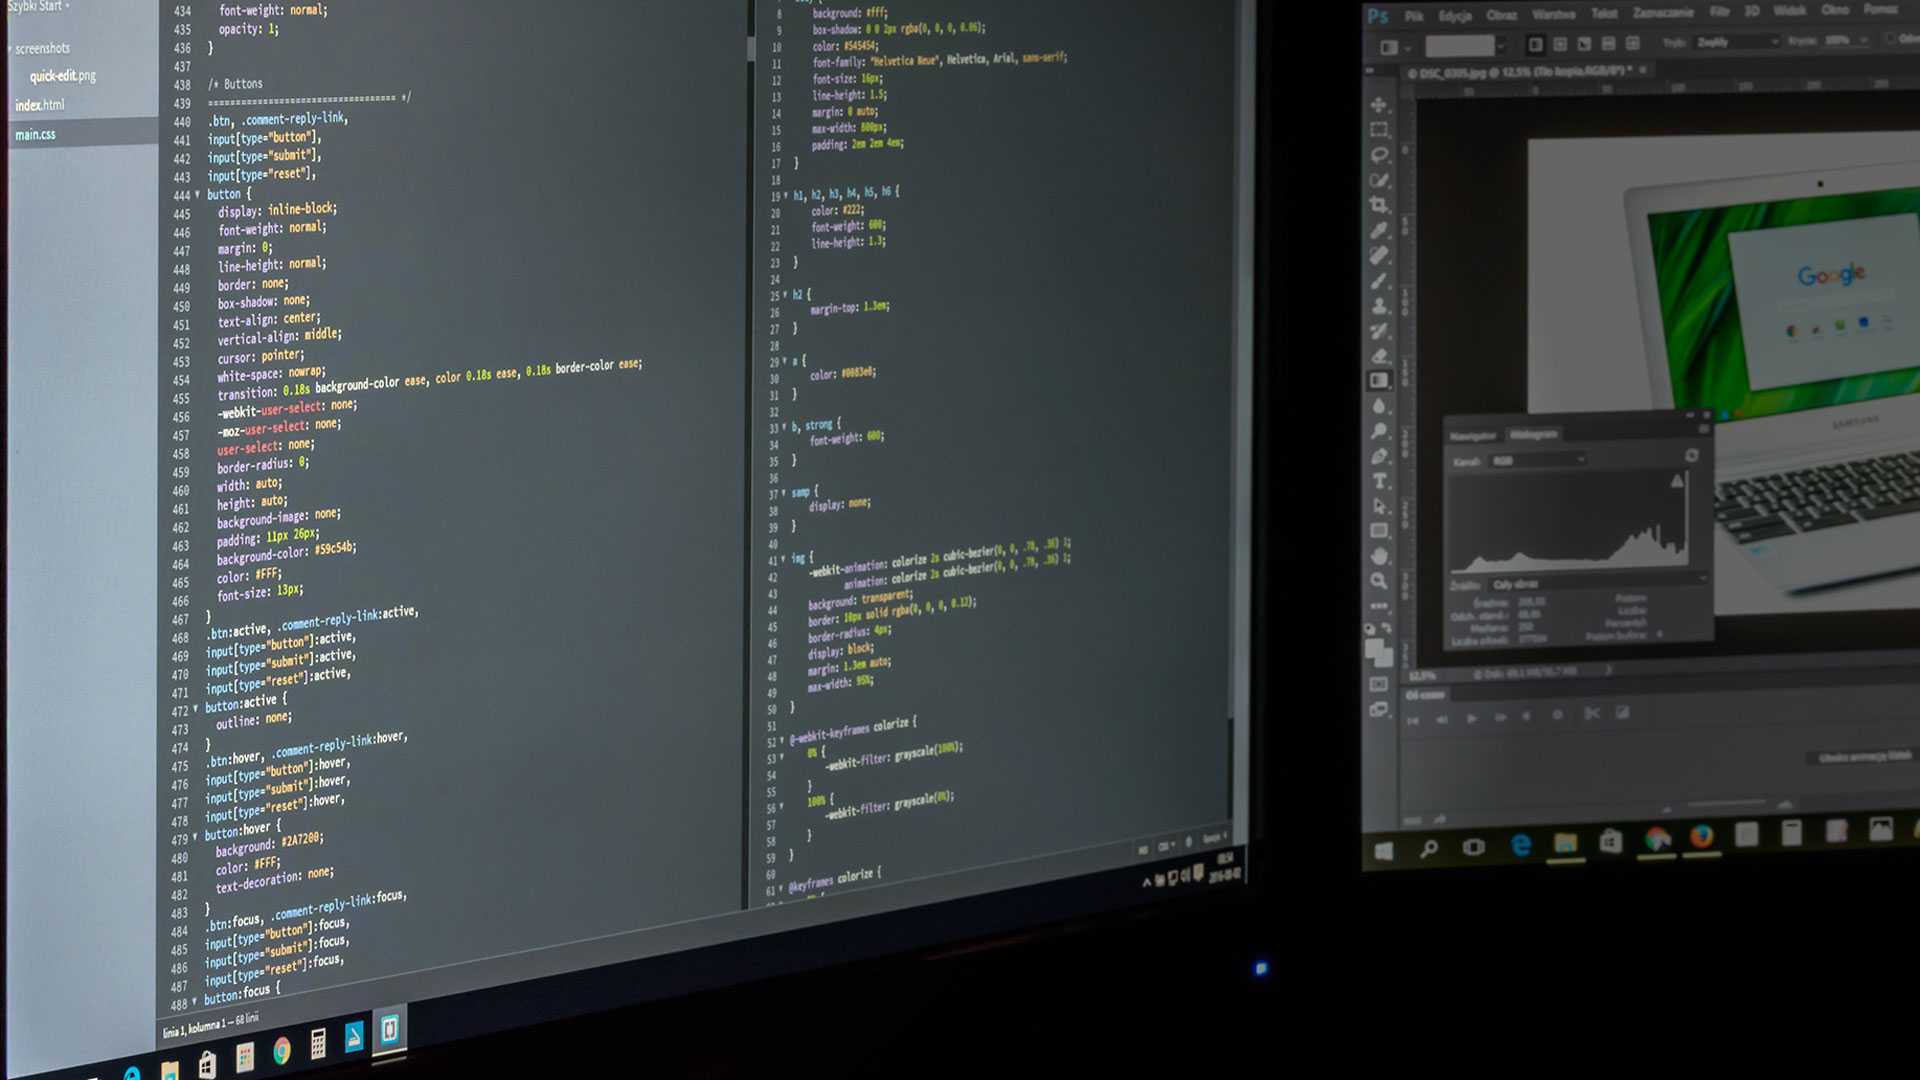 Szybki Start
screenshots
quick-edit.png
index.html
main.css
434 font-weight: normal;
435 opacity: 1;
436 }
437
438 /* Buttons
439 ================================== */
440 .btn, .comment-reply-link,
441 input[type="button"],
442 input[type="submit"],
443 input[type="reset"],
444 button {
445 display: inline-block;
446 font-weight: normal;
447 margin: 0;
448 line-height: normal;
449 border: none;
450 box-shadow: none;
451 text-align: center;
452 vertical-align: middle;
453 cursor: pointer;
454 white-space: nowrap;
455 transition: 0.18s background-color ease, color 0.18s ease, 0.18s border-color ease;
456 -webkit-user-select: none;
457 -moz-user-select: none;
458 user-select: none;
459 border-radius: 0;
460 width: auto;
461 height: auto;
462 background-image: none;
463 padding: 11px 26px;
464 background-color: #59c54b;
465 color: #FFF;
466 font-size: 13px;
467 }
468 .btn:active, .comment-reply-link:active,
469 input[type="button"]:active,
470 input[type="submit"]:active,
471 input[type="reset"]:active,
472 button:active {
473 outline: none;
474 }
475 .btn:hover, .comment-reply-link:hover,
476 input[type="button"]:hover,
477 input[type="submit"]:hover,
478 input[type="reset"]:hover,
479 button:hover {
480 background: #2A7200;
481 color: #FFF;
482 text-decoration: none;
483 }
484 .btn:focus, .comment-reply-link:focus,
485 input[type="button"]:focus,
486 input[type="submit"]:focus,
487 input[type="reset"]:focus,
488 button:focus {
linia 1, kolumna 1 — 68 linii
8 background: #fff;
9 box-shadow: 0 0 2px rgba(0, 0, 0, 0.06);
10 color: #545454;
11 font-family: "Helvetica Neue", Helvetica, Arial, sans-serif;
12 font-size: 16px;
13 line-height: 1.5;
14 margin: 0 auto;
15 max-width: 800px;
16 padding: 2em 2em 4em;
17 }
18
19 h1, h2, h3, h4, h5, h6 {
20 color: #222;
21 font-weight: 600;
22 line-height: 1.3;
23 }
24
25 h2 {
26 margin-top: 1.3em;
27 }
28
29 a {
30 color: #0083e8;
31 }
32
33 b, strong {
34 font-weight: 600;
35 }
36
37 samp {
38 display: none;
39 }
40
41 img {
42 -webkit-animation: colorize 2s cubic-bezier(0, 0, .78, .36) 1;
43 animation: colorize 2s cubic-bezier(0, 0, .78, .36) 1;
44 background: transparent;
45 border: 10px solid rgba(0, 0, 0, 0.12);
46 border-radius: 4px;
47 display: block;
48 margin: 1.3em auto;
49 max-width: 95%;
50 }
51
52 @-webkit-keyframes colorize {
53 0% {
54 -webkit-filter: grayscale(100%);
55 }
56 100% {
57 -webkit-filter: grayscale(0%);
58 }
59 }
60
61 @keyframes colorize {
CSS
Ps Plik Edycja Obraz Warstwa Tekst Zaznaczanie Filtr 3D Widok Okno Pomoc
Tryb: Zwykły
DSC_0305.jpg @ 12,5% (Tło kopia,RGB/8*) *
Google
SAMSUNG
Nawigator Histogram
Kanał: RGB
Źródło: Cały obraz
12,5%
Oś czasu